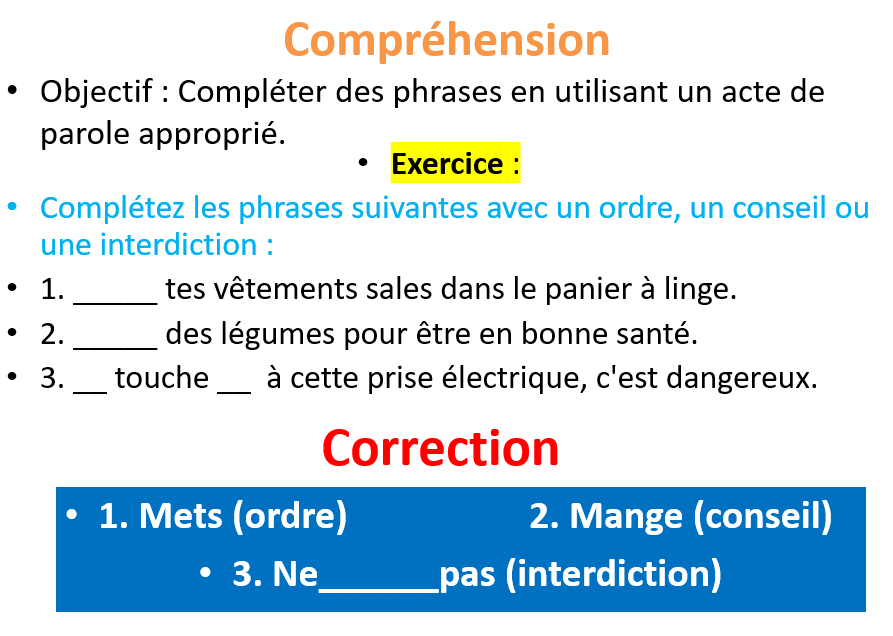 Compréhension
• Objectif : Compléter des phrases en utilisant un acte de
parole approprié.
• Exercice :
• Complétez les phrases suivantes avec un ordre, un conseil ou
une interdiction :
• 1. _____ tes vêtements sales dans le panier à linge.
• 2. _____ des légumes pour être en bonne santé.
• 3. __ touche __ à cette prise électrique, c'est dangereux.
Correction
• 1. Mets (ordre) 2. Mange (conseil)
• 3. Ne______pas (interdiction)